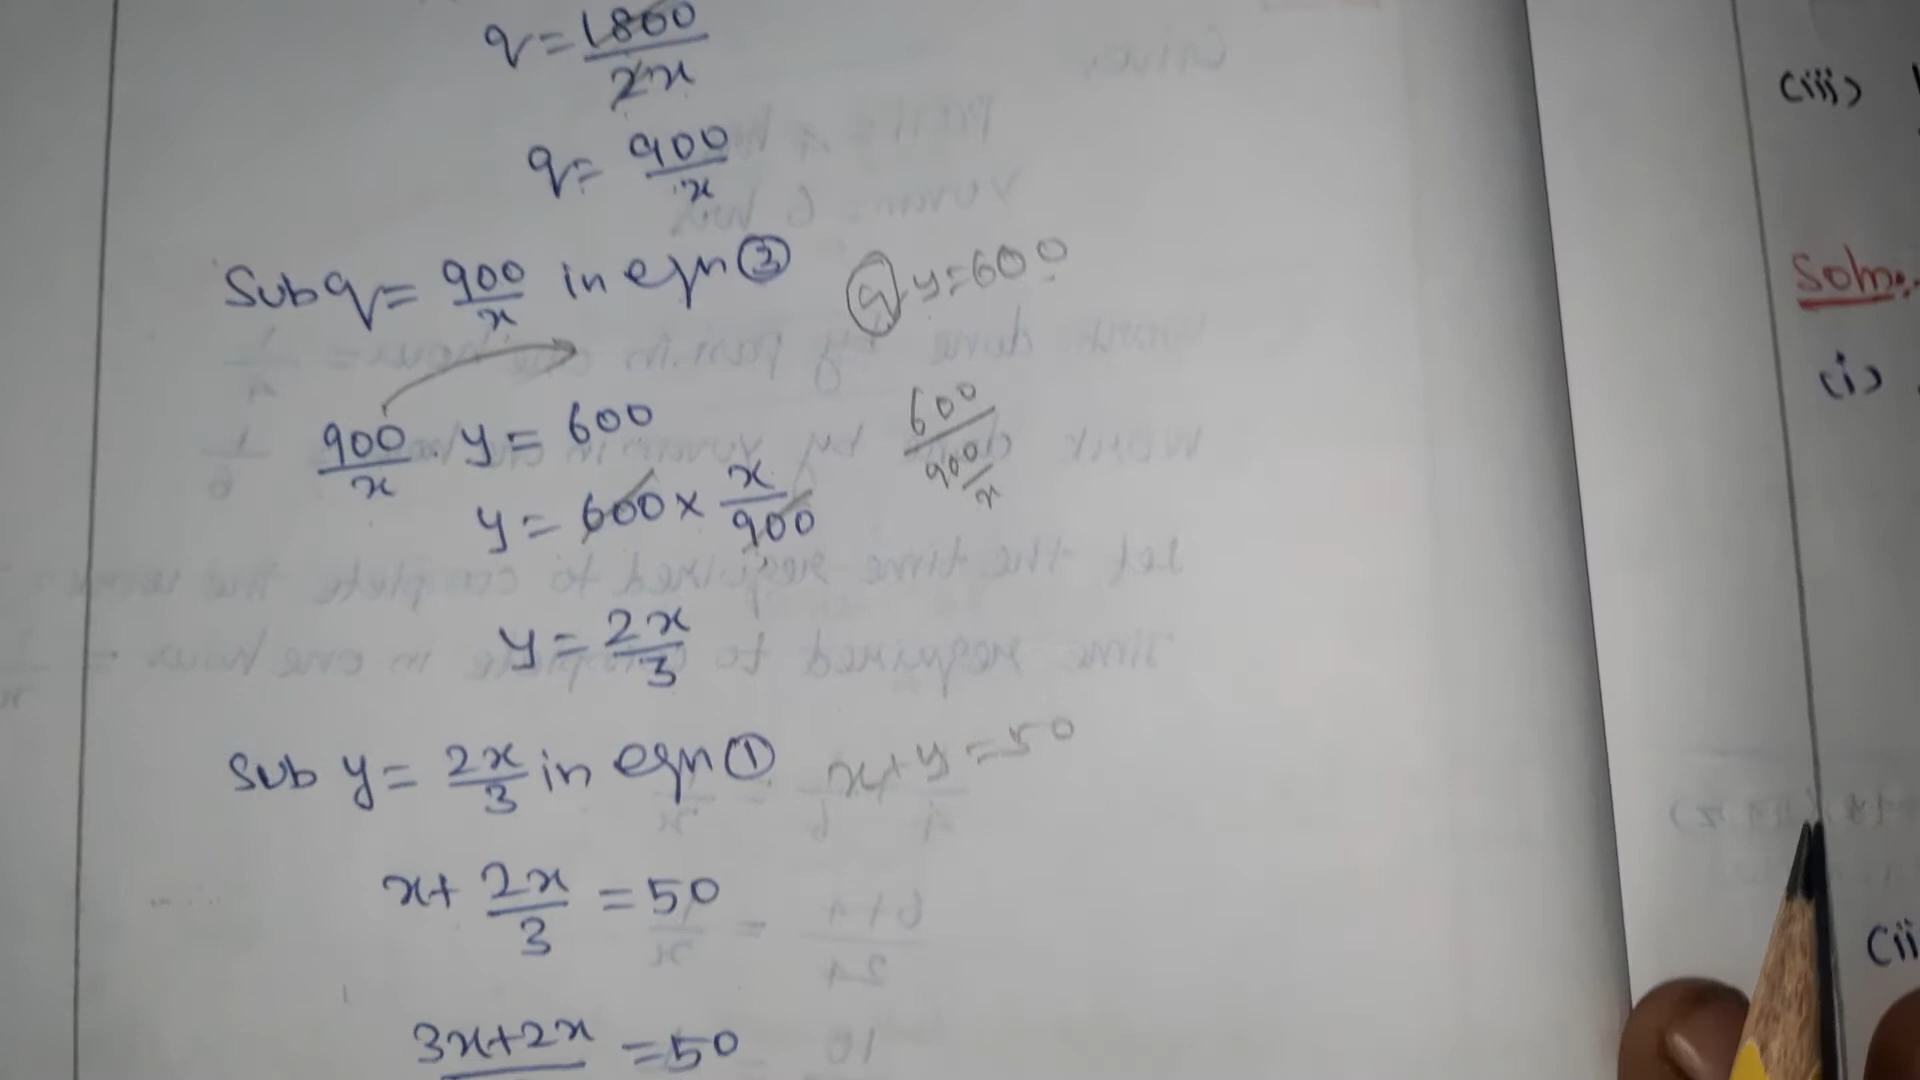 q = 1800/2x
q = 900/x
Sub q = 900/x in eqn ③ q y = 600
900/x . y = 600
600/900/x
y = 600 × x/900
y = 2x/3
Sub y = 2x/3 in eqn ① x + y = 50
x + 2x/3 = 50
3x+2x = 50
(iii)
Soln:-
(i)
(ii